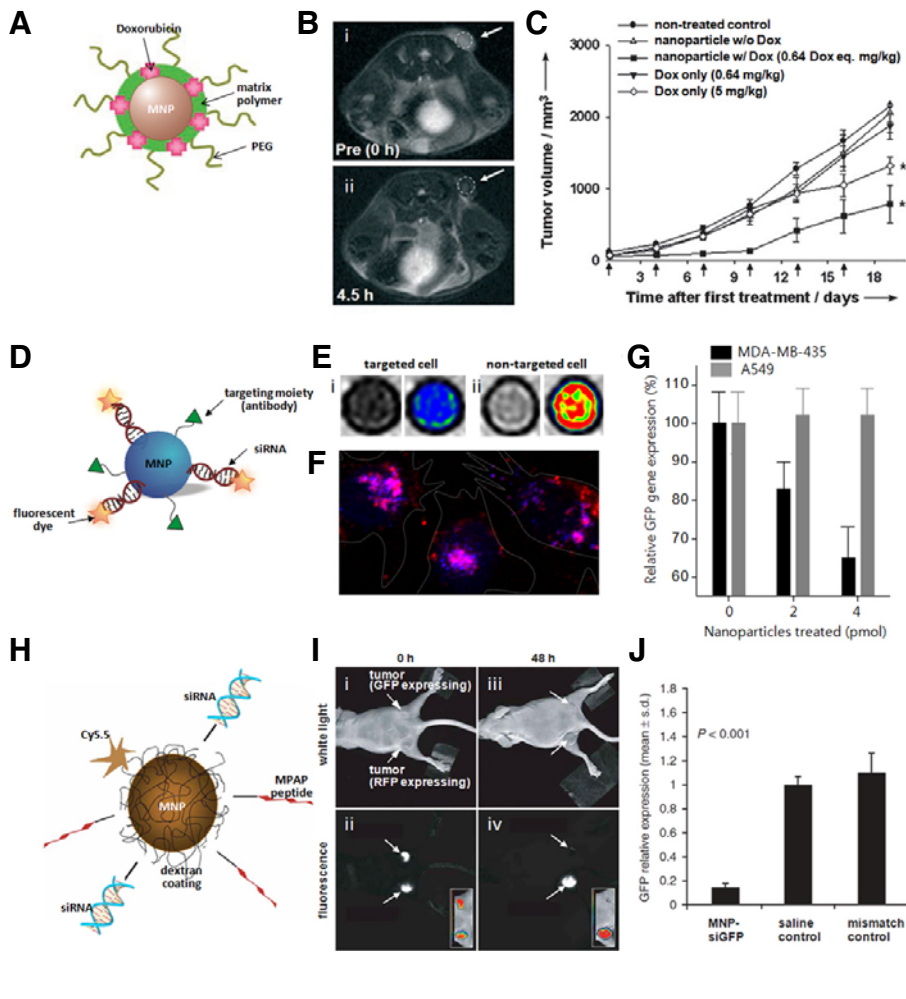 A
Doxorubicin
MNP
matrix
polymer
PEG
B
i
Pre (0 h)
ii
4.5 h
C
non-treated control
nanoparticle w/o Dox
nanoparticle w/ Dox (0.64 Dox eq. mg/kg)
Dox only (0.64 mg/kg)
Dox only (5 mg/kg)
Tumor volume / mm³
3000
2000
1000
0
*
*
3 6 9 12 15 18
Time after first treatment / days
D
targeting moiety
(antibody)
MNP
siRNA
fluorescent
dye
E
targeted cell
non-targeted cell
i
ii
F
G
MDA-MB-435
A549
Relative GFP gene expression (%)
110
100
90
80
70
60
0 2 4
Nanoparticles treated (pmol)
H
siRNA
Cy5.5
MNP
MPAP
peptide
dextran
coating
siRNA
I
0 h
48 h
white light
i
tumor
(GFP expressing)
tumor
(RFP expressing)
iii
fluorescence
ii
iv
J
GFP relative expression (mean ± s.d.)
1.8
1.6
1.4
1.2
1
0.8
0.6
0.4
0.2
0
P < 0.001
MNP-
siGFP
saline
control
mismatch
control